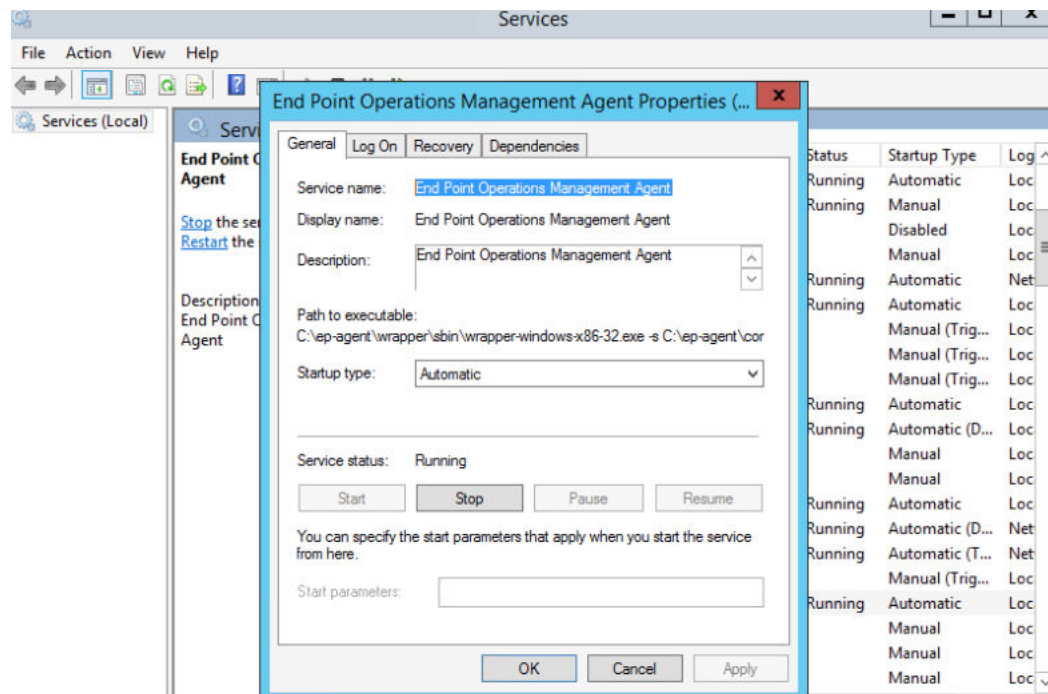 Services
File Action View Help
Services (Local)
End Point
Agent
Stop the
Restart the
Description
End Point
Agent
End Point Operations Management Agent Properties (...
General Log On Recovery Dependencies
Service name: End Point Operations Management Agent
Display name: End Point Operations Management Agent
Description: End Point Operations Management Agent
Path to executable:
C:\ep-agent\wrapper\sbin\wrapper-windows-x86-32.exe -s C:\ep-agent\cor
Startup type: Automatic
Service status: Running
Start Stop Pause Resume
You can specify the start parameters that apply when you start the service
from here.
Start parameters:
OK Cancel Apply
Status Startup Type Log
Running Automatic Loc
Running Manual Loc
Disabled Loc
Manual Loc
Running Automatic Net
Running Automatic Loc
Manual (Trig... Loc
Manual (Trig... Loc
Manual (Trig... Loc
Running Automatic Loc
Running Automatic (D... Loc
Manual Loc
Manual Loc
Running Automatic Loc
Running Automatic (D... Net
Running Automatic (T... Net
Manual (Trig... Loc
Running Automatic Loc
Manual Loc
Manual Loc
Manual Loc